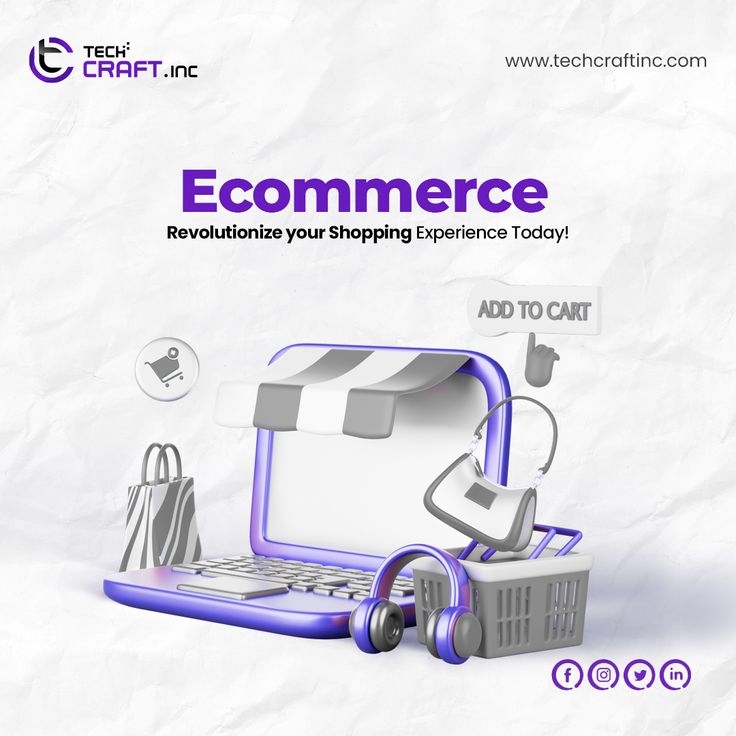 TECH
CRAFT.INC
www.techcraftinc.com
Ecommerce
Revolutionize your Shopping Experience Today!
ADD TO CART